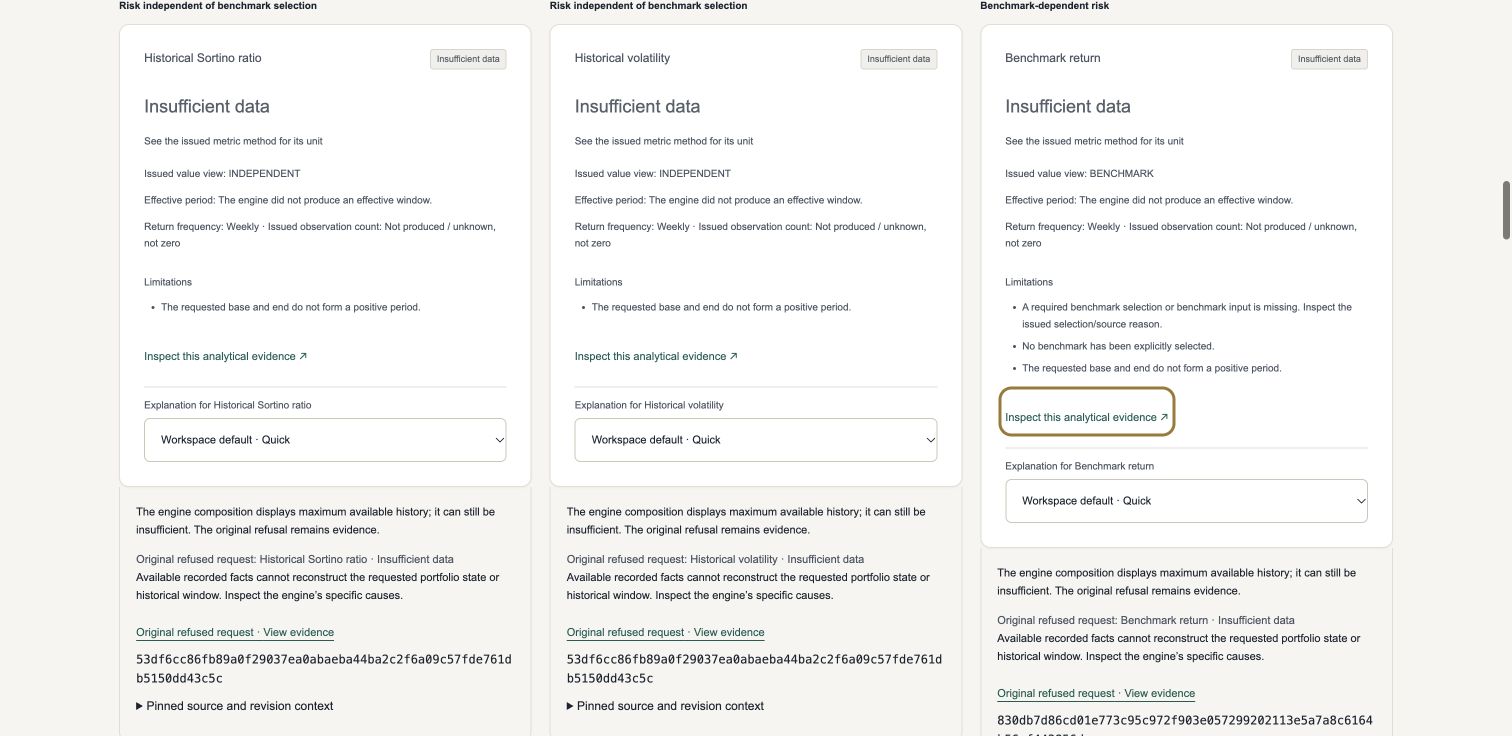 Risk independent of benchmark selection
Historical Sortino ratio
Insufficient data
Insufficient data
See the issued metric method for its unit
Issued value view: INDEPENDENT
Effective period: The engine did not produce an effective window.
Return frequency: Weekly · Issued observation count: Not produced / unknown,
not zero
Limitations
• The requested base and end do not form a positive period.
Inspect this analytical evidence ↗
Explanation for Historical Sortino ratio
Workspace default · Quick
The engine composition displays maximum available history; it can still be
insufficient. The original refusal remains evidence.
Original refused request: Historical Sortino ratio · Insufficient data
Available recorded facts cannot reconstruct the requested portfolio state or
historical window. Inspect the engine’s specific causes.
Original refused request · View evidence
53df6cc86fb89a0f29037ea0abaeba44ba2c2f6a09c57fde761d
b5150dd43c5c
▶ Pinned source and revision context
Risk independent of benchmark selection
Historical volatility
Insufficient data
Insufficient data
See the issued metric method for its unit
Issued value view: INDEPENDENT
Effective period: The engine did not produce an effective window.
Return frequency: Weekly · Issued observation count: Not produced / unknown,
not zero
Limitations
• The requested base and end do not form a positive period.
Inspect this analytical evidence ↗
Explanation for Historical volatility
Workspace default · Quick
The engine composition displays maximum available history; it can still be
insufficient. The original refusal remains evidence.
Original refused request: Historical volatility · Insufficient data
Available recorded facts cannot reconstruct the requested portfolio state or
historical window. Inspect the engine’s specific causes.
Original refused request · View evidence
53df6cc86fb89a0f29037ea0abaeba44ba2c2f6a09c57fde761d
b5150dd43c5c
▶ Pinned source and revision context
Benchmark-dependent risk
Benchmark return
Insufficient data
Insufficient data
See the issued metric method for its unit
Issued value view: BENCHMARK
Effective period: The engine did not produce an effective window.
Return frequency: Weekly · Issued observation count: Not produced / unknown,
not zero
Limitations
• A required benchmark selection or benchmark input is missing. Inspect the
issued selection/source reason.
• No benchmark has been explicitly selected.
• The requested base and end do not form a positive period.
Inspect this analytical evidence ↗
Explanation for Benchmark return
Workspace default · Quick
The engine composition displays maximum available history; it can still be
insufficient. The original refusal remains evidence.
Original refused request: Benchmark return · Insufficient data
Available recorded facts cannot reconstruct the requested portfolio state or
historical window. Inspect the engine’s specific causes.
Original refused request · View evidence
830db7d86cd01e773c95c972f903e057299202113e5a7a8c6164